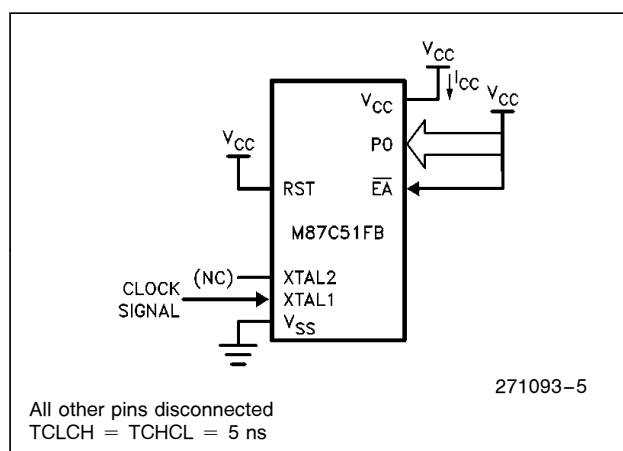 VCC
ICC
VCC
VCC
P0
VCC
RST
EA
M87C51FB
(NC)
XTAL2
CLOCK
SIGNAL
XTAL1
VSS
271093–5
All other pins disconnected
TCLCH = TCHCL = 5 ns